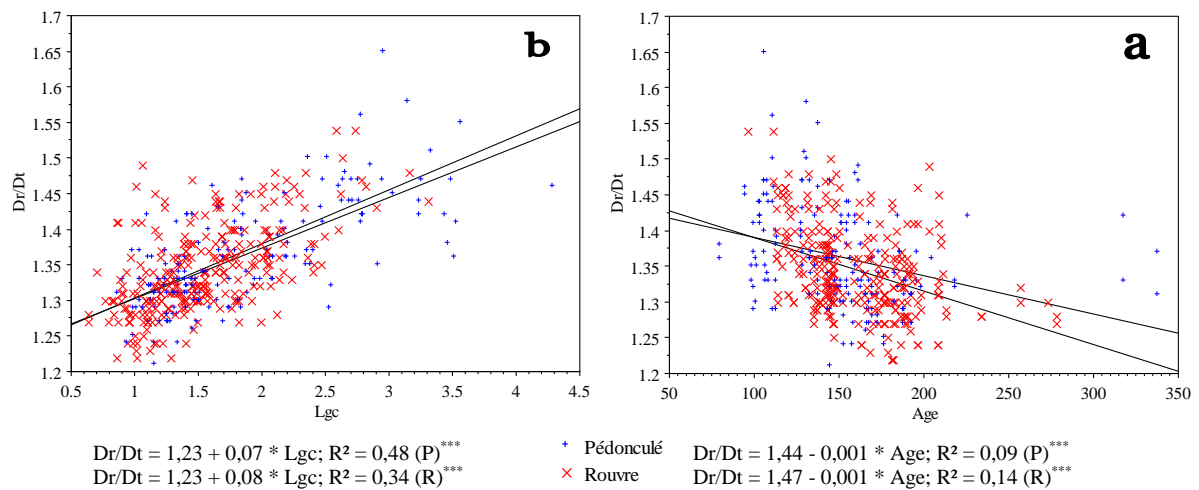 b
1.7
1.65
1.6
1.55
1.5
1.45
1.4
1.35
1.3
1.25
1.2
Dr/Dt
0.5 1 1.5 2 2.5 3 3.5 4 4.5
Lgc
a
1.7
1.65
1.6
1.55
1.5
1.45
1.4
1.35
1.3
1.25
1.2
Dr/Dt
50 100 150 200 250 300 350
Age
Dr/Dt = 1,23 + 0,07 * Lgc; R² = 0,48 (P)***
Dr/Dt = 1,23 + 0,08 * Lgc; R² = 0,34 (R)***
+ Pédonculé
× Rouvre
Dr/Dt = 1,44 - 0,001 * Age; R² = 0,09 (P)***
Dr/Dt = 1,47 - 0,001 * Age; R² = 0,14 (R)***